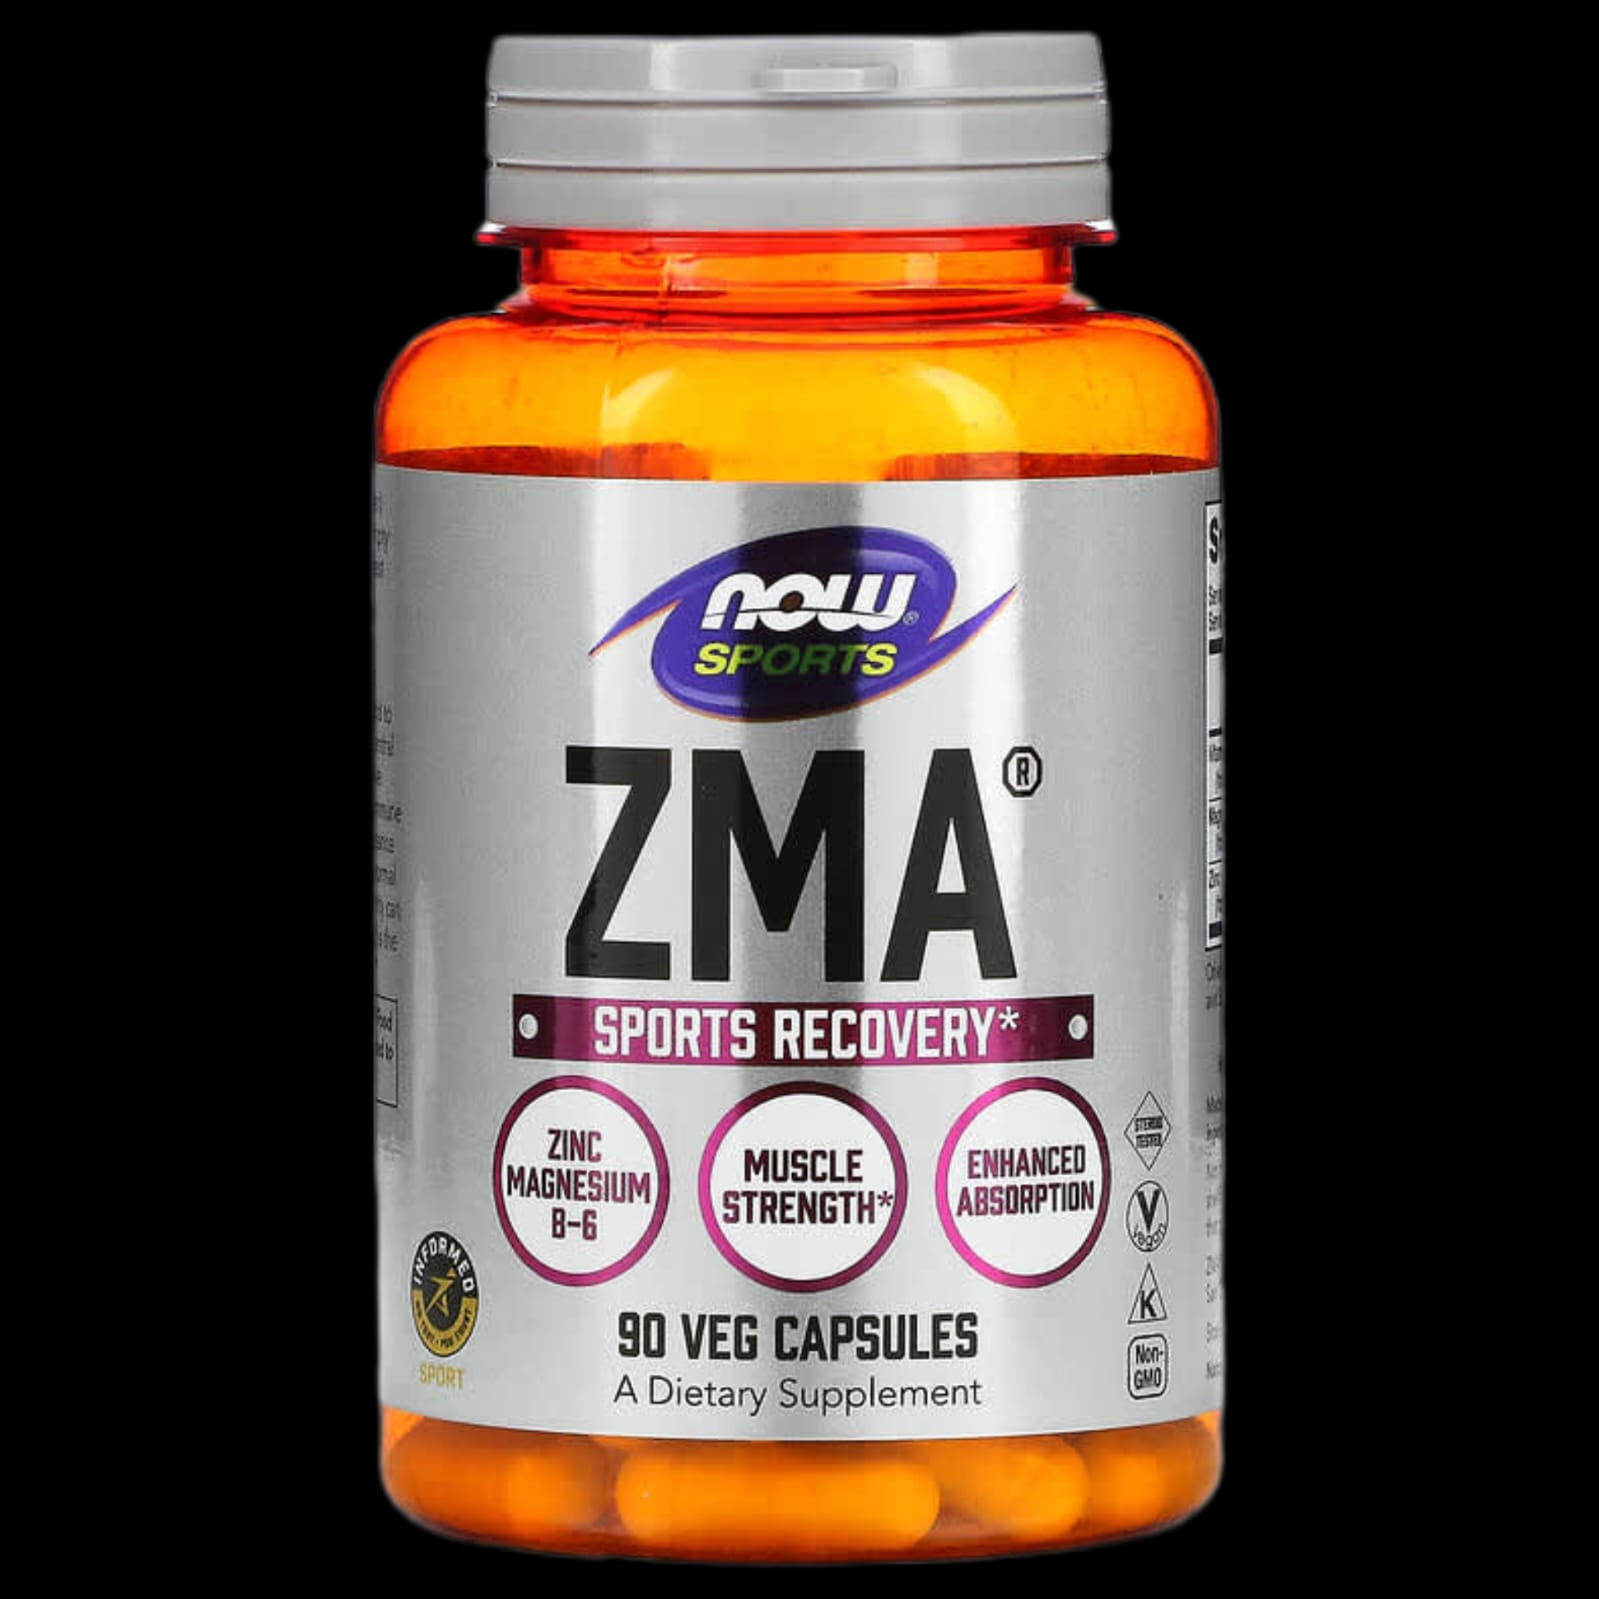 NOW®
SPORTS
ZMA®
SPORTS RECOVERY*
ZINC
MAGNESIUM
B-6
MUSCLE
STRENGTH*
ENHANCED
ABSORPTION
STEROID
TESTED
V
Vegan
K
Non-
GMO
INFORMED
SPORT
90 VEG CAPSULES
A Dietary Supplement